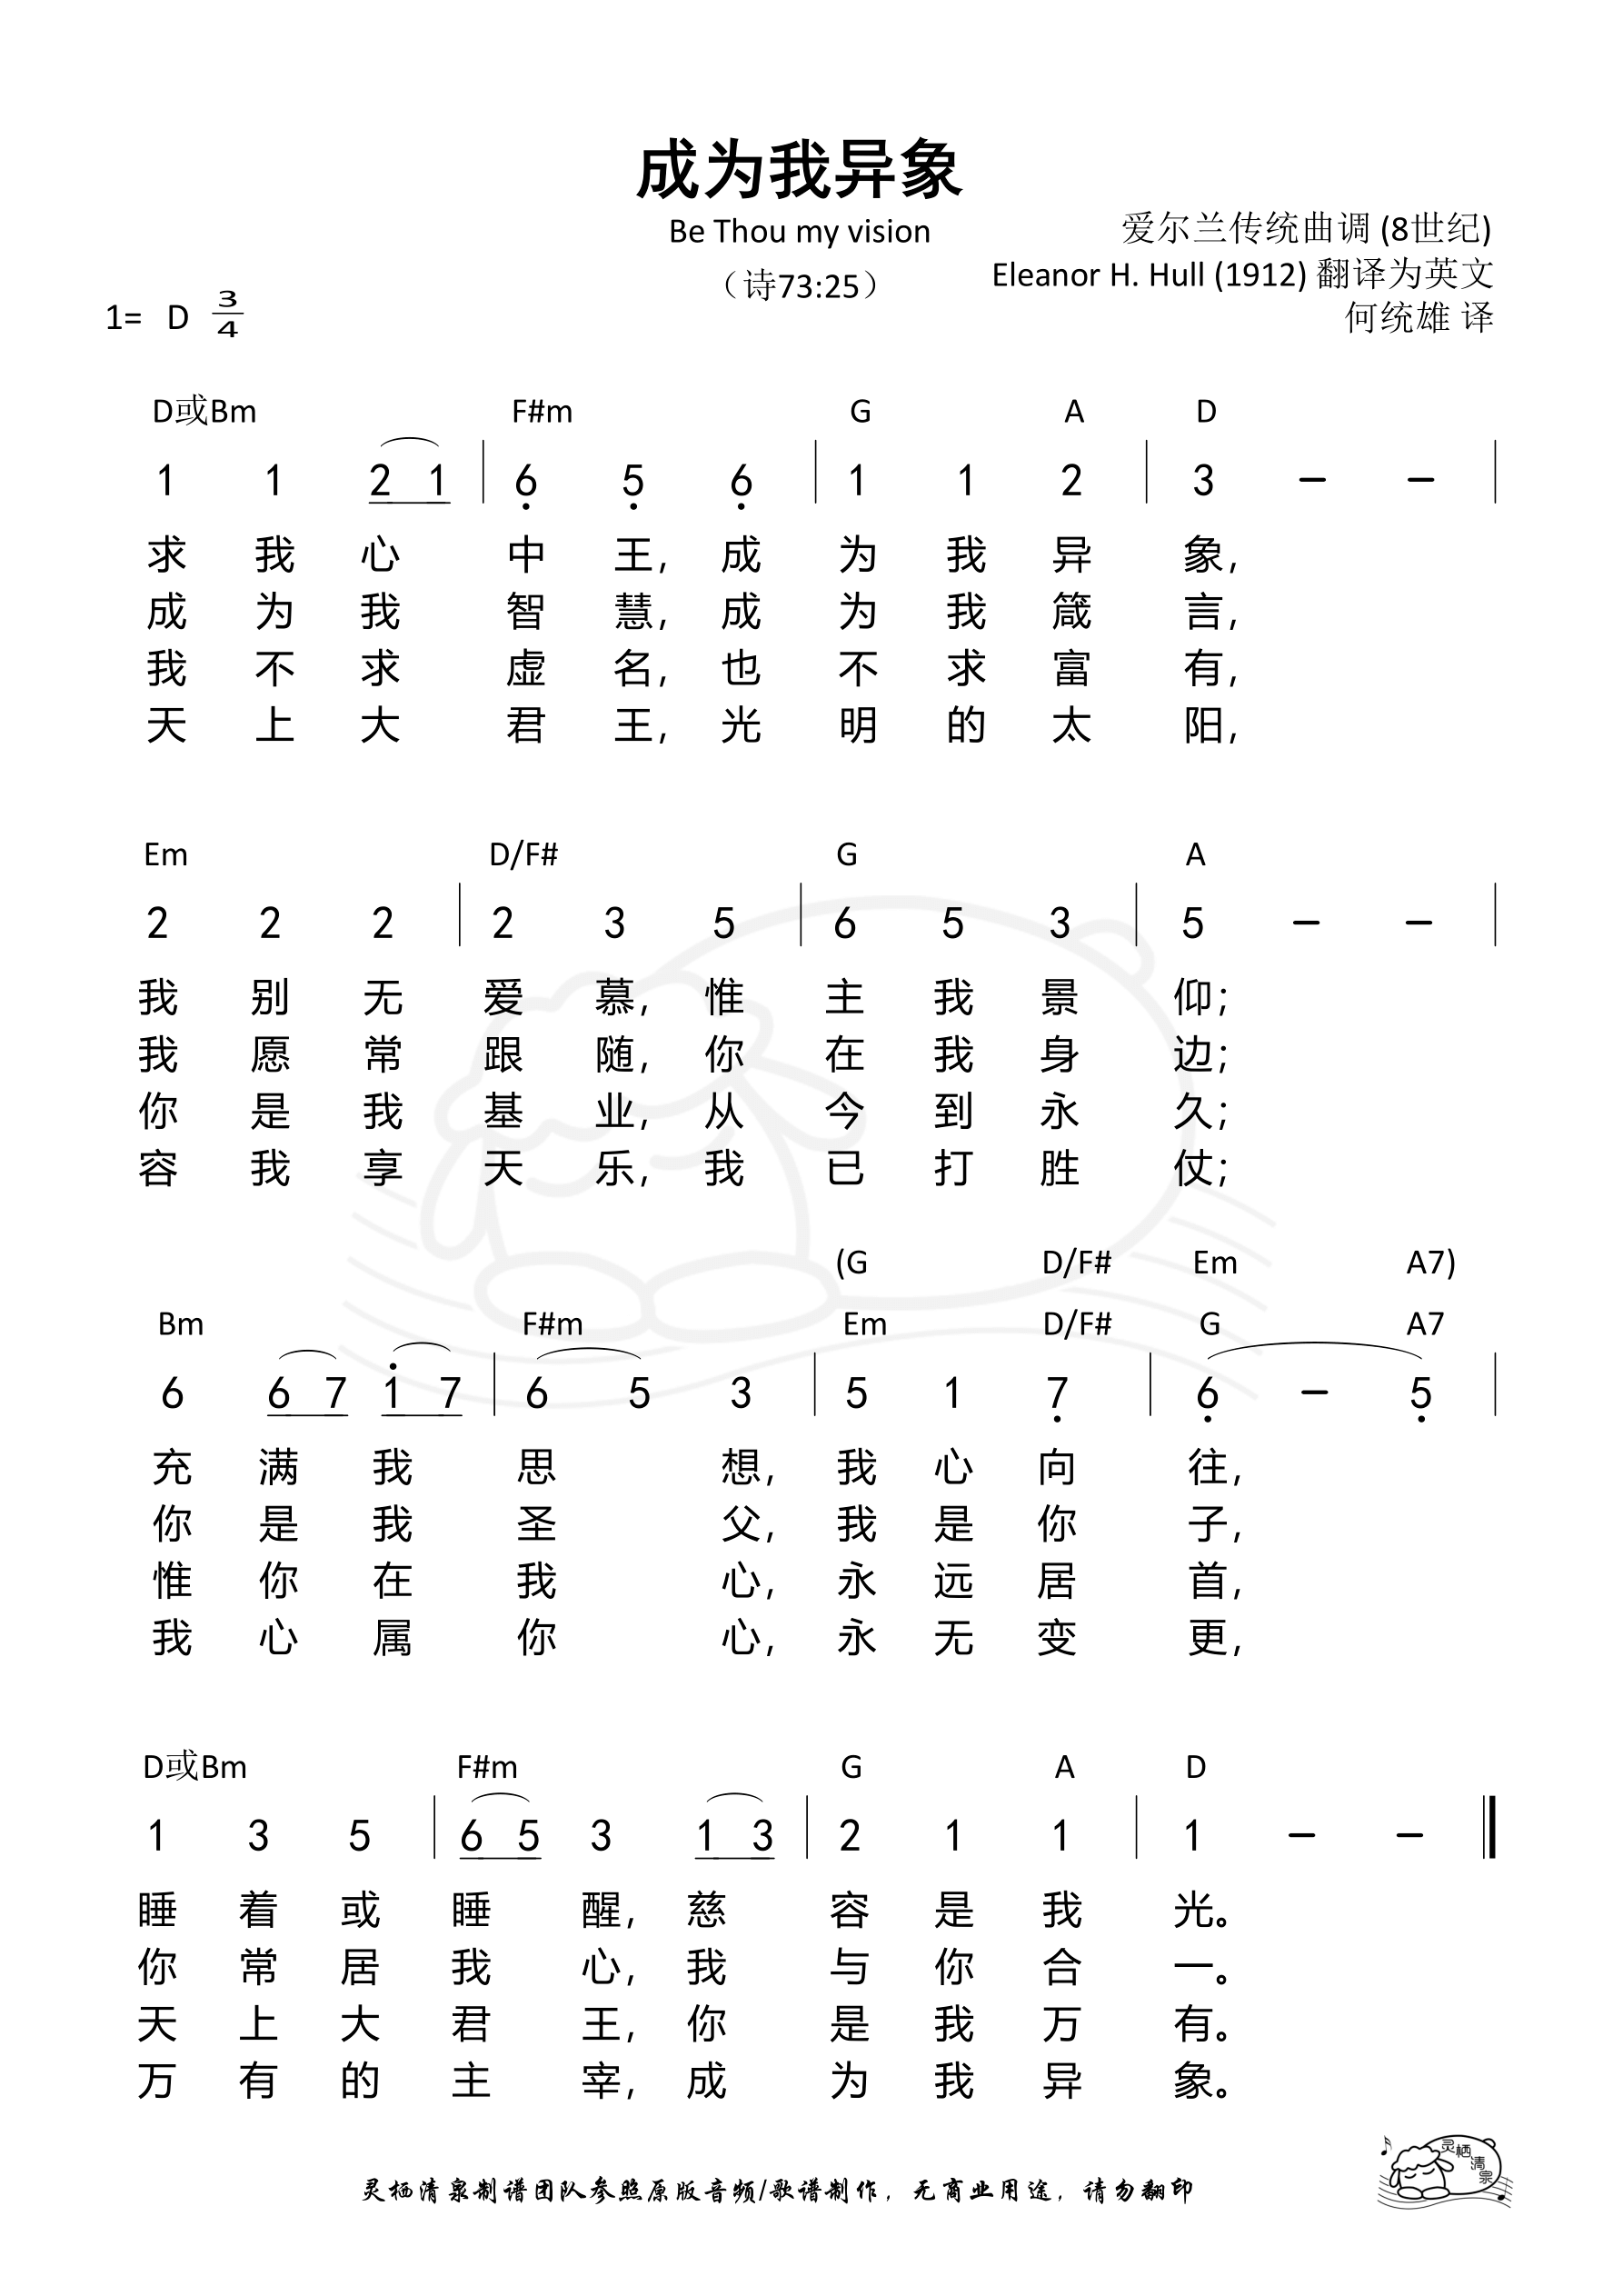 成为我异象
Be Thou my vision
（诗73:25）
爱尔兰传统曲调 (8世纪)
Eleanor H. Hull (1912) 翻译为英文
何统雄 译
1= D 3/4
D或Bm F#m G A D
1 1 2 1 | 6̣ 5̣ 6̣ | 1 1 2 | 3 – – |
求 我 心 中 王, 成 为 我 异 象,
成 为 我 智 慧, 成 为 我 箴 言,
我 不 求 虚 名, 也 不 求 富 有,
天 上 大 君 王, 光 明 的 太 阳,
Em D/F# G A
2 2 2 | 2 3 5 | 6 5 3 | 5 – – |
我 别 无 爱 慕, 惟 主 我 景 仰;
我 愿 常 跟 随, 你 在 我 身 边;
你 是 我 基 业, 从 今 到 永 久;
容 我 享 天 乐, 我 已 打 胜 仗;
(G D/F# Em A7)
Bm F#m Em D/F# G A7
6 6 7 1̇ 7 | 6 5 3 | 5 1 7̣ | 6̣ – 5̣ |
充 满 我 思 想, 我 心 向 往,
你 是 我 圣 父, 我 是 你 子,
惟 你 在 我 心, 永 远 居 首,
我 心 属 你 心, 永 无 变 更,
D或Bm F#m G A D
1 3 5 | 6 5 3 1 3 | 2 1 1 | 1 – – ‖
睡 着 或 睡 醒, 慈 容 是 我 光。
你 常 居 我 心, 我 与 你 合 一。
天 上 大 君 王, 你 是 我 万 有。
万 有 的 主 宰, 成 为 我 异 象。
灵栖清泉
灵栖清泉制谱团队参照原版音频/歌谱制作，无商业用途，请勿翻印